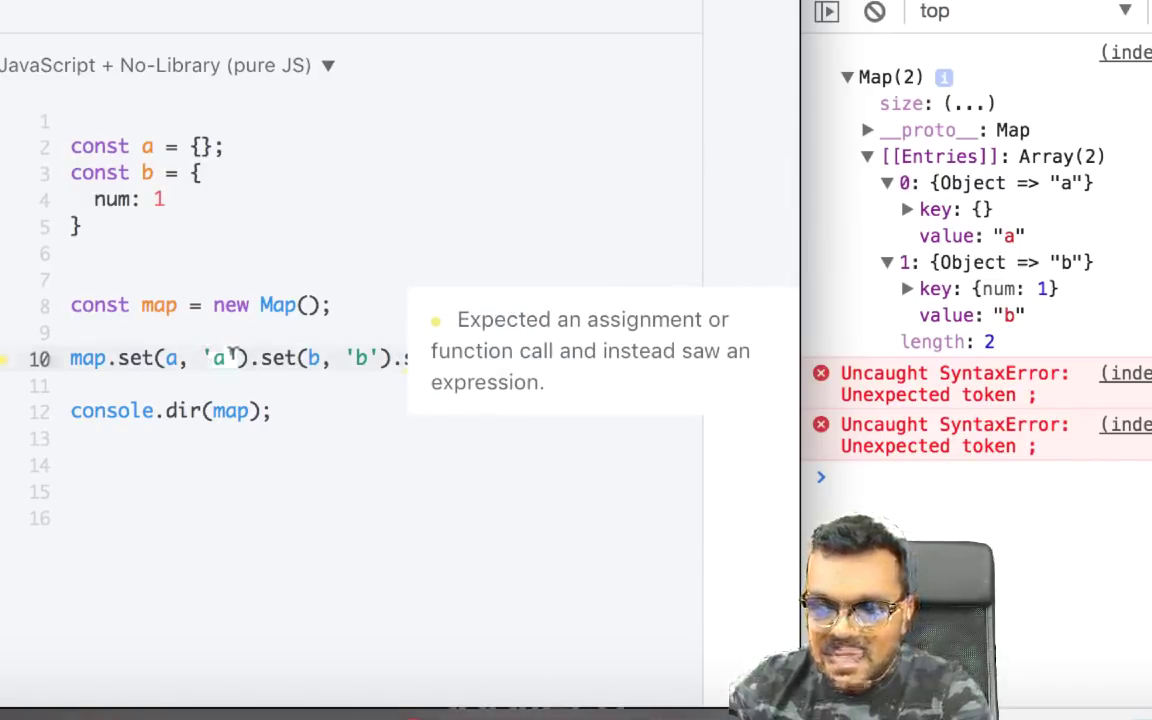 JavaScript + No-Library (pure JS) ▼
1
2 const a = {};
3 const b = {
4 num: 1
5 }
6
7
8 const map = new Map();
9
10 map.set(a, 'a').set(b, 'b').s
11
12 console.dir(map);
13
14
15
16
Expected an assignment or
function call and instead saw an
expression.
top ▼
(inde
▼Map(2) i
size: (...)
▶__proto__: Map
▼[[Entries]]: Array(2)
▼0: {Object => "a"}
▶key: {}
value: "a"
▼1: {Object => "b"}
▶key: {num: 1}
value: "b"
length: 2
Uncaught SyntaxError: (inde
Unexpected token ;
Uncaught SyntaxError: (inde
Unexpected token ;